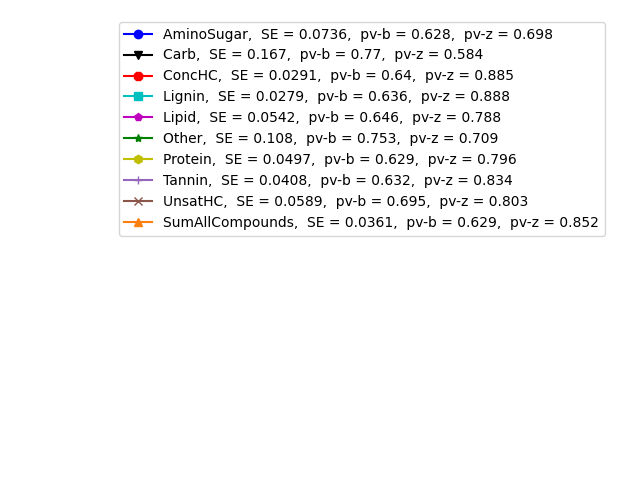 AminoSugar,  SE = 0.0736,  pv-b = 0.628,  pv-z = 0.698
Carb,  SE = 0.167,  pv-b = 0.77,  pv-z = 0.584
ConcHC,  SE = 0.0291,  pv-b = 0.64,  pv-z = 0.885
Lignin,  SE = 0.0279,  pv-b = 0.636,  pv-z = 0.888
Lipid,  SE = 0.0542,  pv-b = 0.646,  pv-z = 0.788
Other,  SE = 0.108,  pv-b = 0.753,  pv-z = 0.709
Protein,  SE = 0.0497,  pv-b = 0.629,  pv-z = 0.796
Tannin,  SE = 0.0408,  pv-b = 0.632,  pv-z = 0.834
UnsatHC,  SE = 0.0589,  pv-b = 0.695,  pv-z = 0.803
SumAllCompounds,  SE = 0.0361,  pv-b = 0.629,  pv-z = 0.852